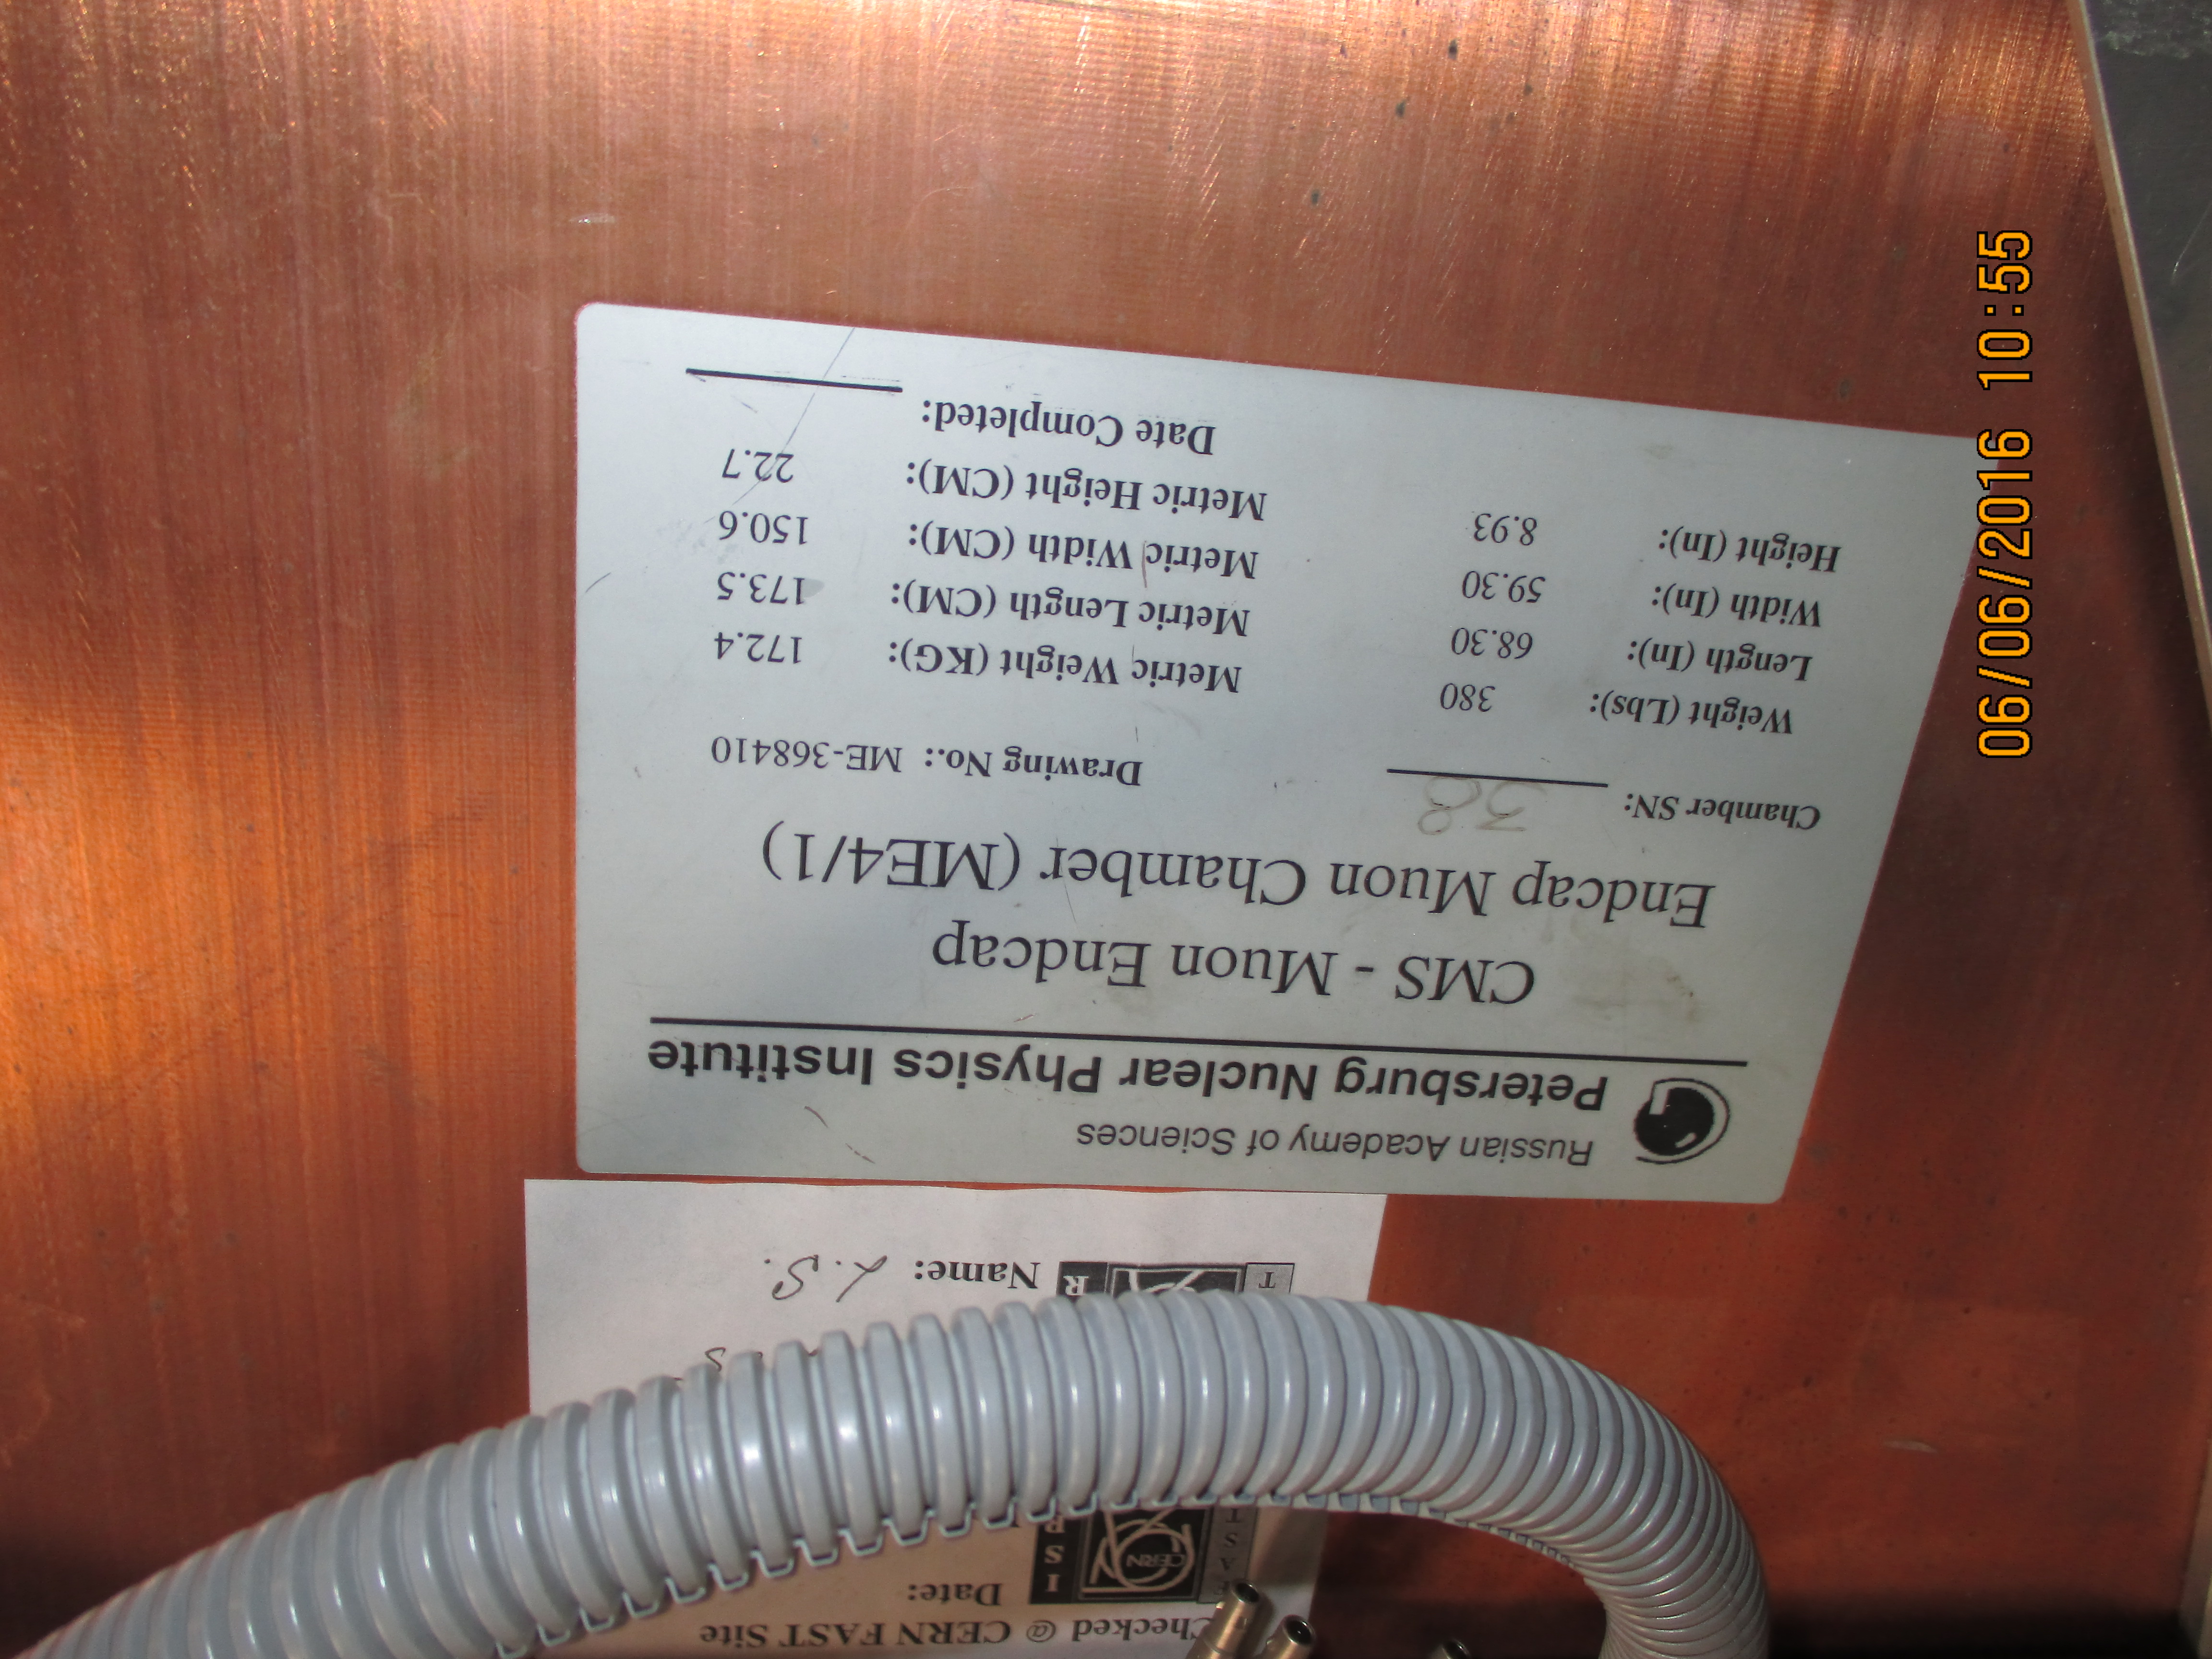 Russian Academy of Sciences
Petersburg Nuclear Physics Institute
CMS - Muon Endcap
Endcap Muon Chamber (ME4/1)
Chamber SN: 38 Drawing No.: ME-368410
Weight (Lbs): 380 Metric Weight (KG): 172.4
Length (In): 68.30 Metric Length (CM): 173.5
Width (In): 59.30 Metric Width (CM): 150.6
Height (In): 8.93 Metric Height (CM): 22.7
Date Completed:
Checked @ CERN FAST Site
Date:
CERN
Name:
06/06/2016 10:55